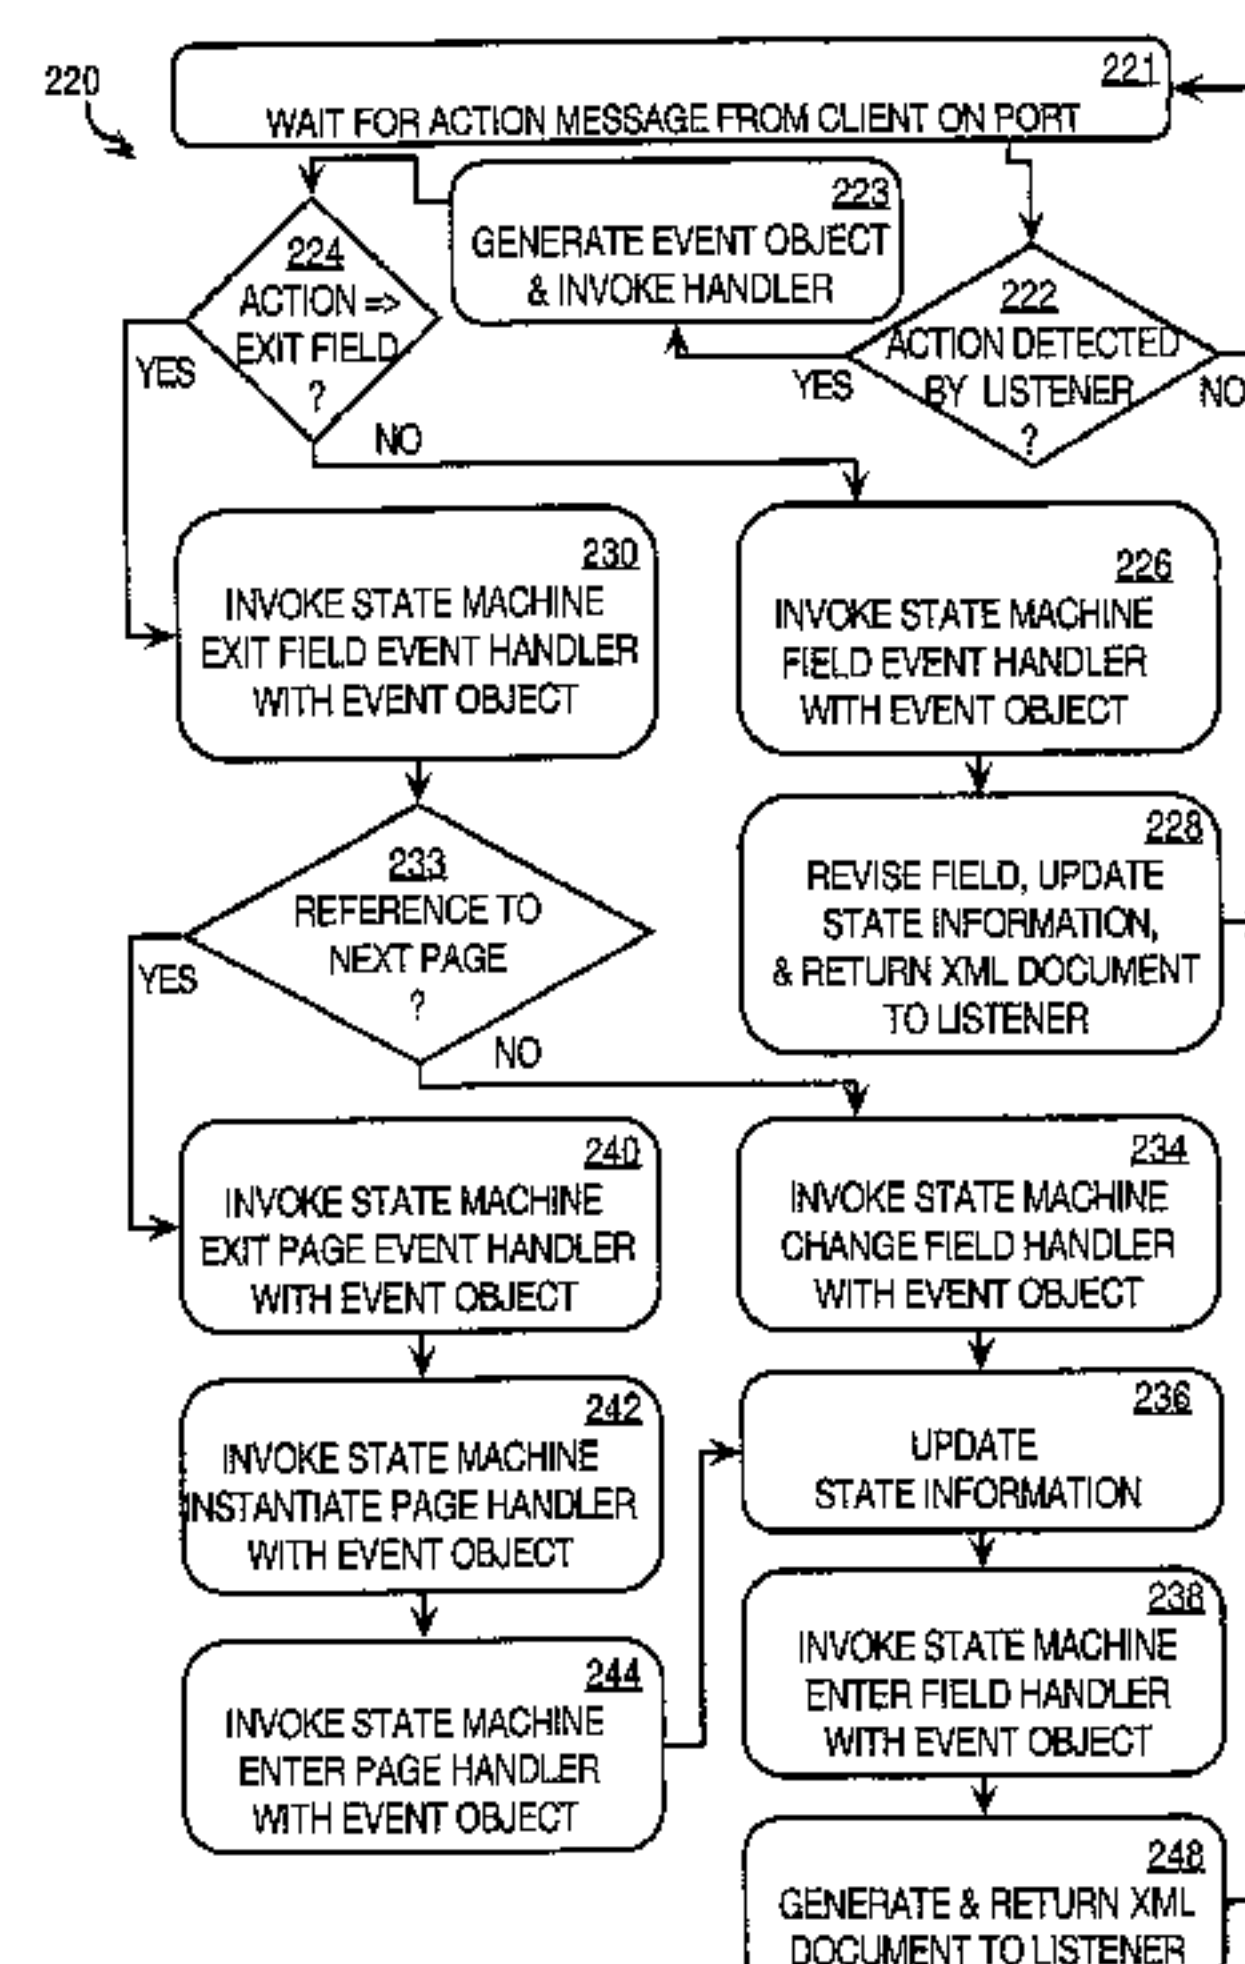 220
221
WAIT FOR ACTION MESSAGE FROM CLIENT ON PORT
223
GENERATE EVENT OBJECT
& INVOKE HANDLER
224
ACTION =>
EXIT FIELD
?
YES
NO
222
ACTION DETECTED
BY LISTENER
?
YES
NO
230
INVOKE STATE MACHINE
EXIT FIELD EVENT HANDLER
WITH EVENT OBJECT
226
INVOKE STATE MACHINE
FIELD EVENT HANDLER
WITH EVENT OBJECT
228
REVISE FIELD, UPDATE
STATE INFORMATION,
& RETURN XML DOCUMENT
TO LISTENER
233
REFERENCE TO
NEXT PAGE
?
YES
NO
240
INVOKE STATE MACHINE
EXIT PAGE EVENT HANDLER
WITH EVENT OBJECT
234
INVOKE STATE MACHINE
CHANGE FIELD HANDLER
WITH EVENT OBJECT
242
INVOKE STATE MACHINE
INSTANTIATE PAGE HANDLER
WITH EVENT OBJECT
236
UPDATE
STATE INFORMATION
244
INVOKE STATE MACHINE
ENTER PAGE HANDLER
WITH EVENT OBJECT
238
INVOKE STATE MACHINE
ENTER FIELD HANDLER
WITH EVENT OBJECT
248
GENERATE & RETURN XML
DOCUMENT TO LISTENER